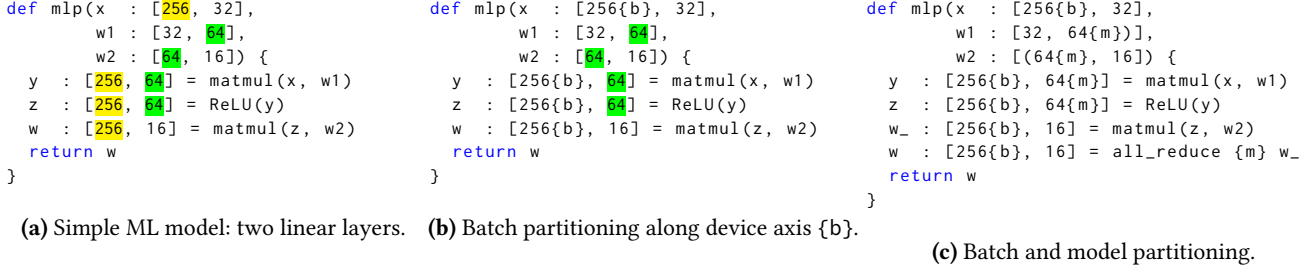 def mlp(x  : [256, 32],
        w1 : [32, 64],
        w2 : [64, 16]) {
  y  : [256, 64] = matmul(x, w1)
  z  : [256, 64] = ReLU(y)
  w  : [256, 16] = matmul(z, w2)
  return w
}
(a) Simple ML model: two linear layers.
def mlp(x  : [256{b}, 32],
        w1 : [32, 64],
        w2 : [64, 16]) {
  y  : [256{b}, 64] = matmul(x, w1)
  z  : [256{b}, 64] = ReLU(y)
  w  : [256{b}, 16] = matmul(z, w2)
  return w
}
(b) Batch partitioning along device axis {b}.
def mlp(x  : [256{b}, 32],
        w1 : [32, 64{m})],
        w2 : [(64{m}, 16]) {
  y  : [256{b}, 64{m}] = matmul(x, w1)
  z  : [256{b}, 64{m}] = ReLU(y)
  w_ : [256{b}, 16] = matmul(z, w2)
  w  : [256{b}, 16] = all_reduce {m} w_
  return w
}
(c) Batch and model partitioning.